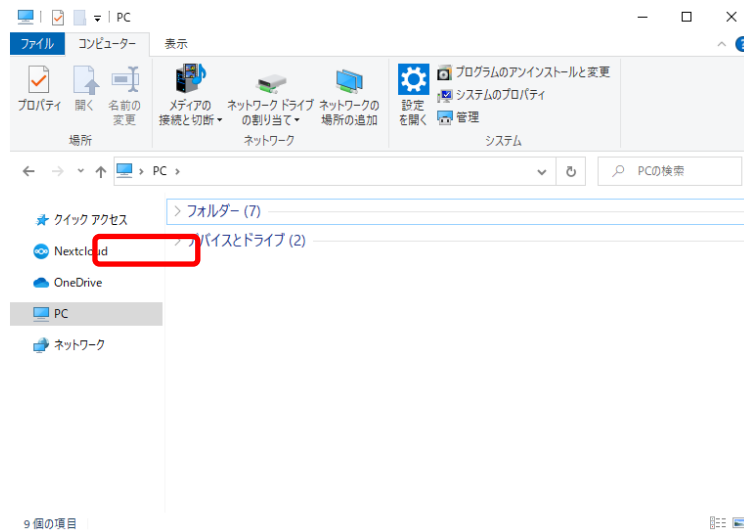 PC
ファイル コンピューター 表示
プロパティ 開く 名前の変更 メディアの接続と切断 ネットワーク ドライブの割り当て ネットワークの場所の追加 設定を開く プログラムのアンインストールと変更
システムのプロパティ
管理
場所 ネットワーク システム
PC PCの検索
クイック アクセス
フォルダー (7)
Nextcloud
デバイスとドライブ (2)
OneDrive
PC
ネットワーク
9 個の項目